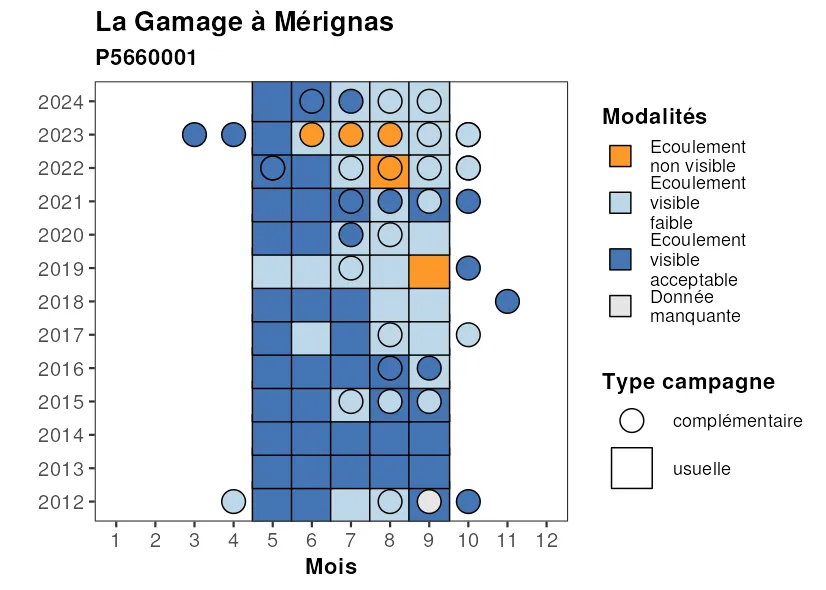 La Gamage à Mérignas
P5660001
2024
2023
2022
2021
2020
2019
2018
2017
2016
2015
2014
2013
2012
1 2 3 4 5 6 7 8 9 10 11 12
Mois
Modalités
Ecoulement
non visible
Ecoulement
visible
faible
Ecoulement
visible
acceptable
Donnée
manquante
Type campagne
complémentaire
usuelle